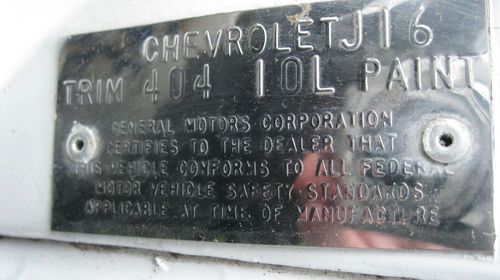 CHEVROLET J16
TRIM 404 10L PAINT
GENERAL MOTORS CORPORATION
CERTIFIES TO THE DEALER THAT
THIS VEHICLE CONFORMS TO ALL FEDERAL
MOTOR VEHICLE SAFETY STANDARDS
APPLICABLE AT TIME OF MANUFACTURE